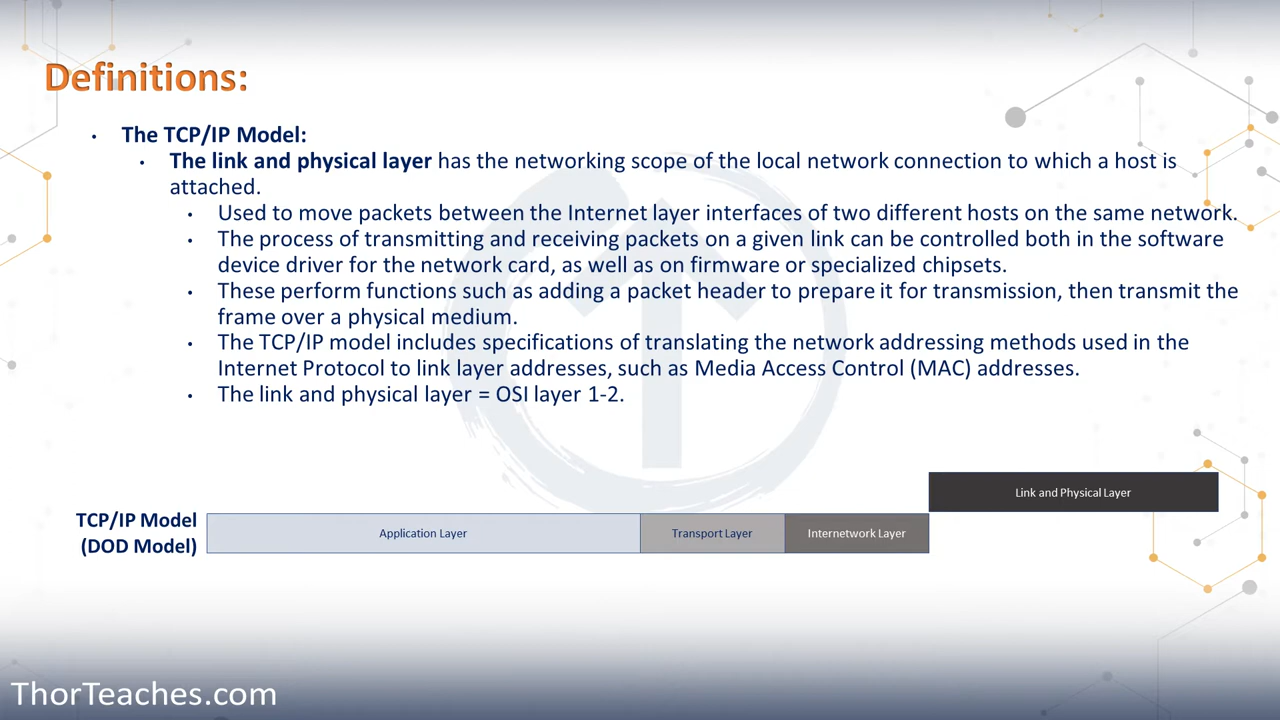 Definitions:
• The TCP/IP Model:
• The link and physical layer has the networking scope of the local network connection to which a host is
attached.
• Used to move packets between the Internet layer interfaces of two different hosts on the same network.
• The process of transmitting and receiving packets on a given link can be controlled both in the software
device driver for the network card, as well as on firmware or specialized chipsets.
• These perform functions such as adding a packet header to prepare it for transmission, then transmit the
frame over a physical medium.
• The TCP/IP model includes specifications of translating the network addressing methods used in the
Internet Protocol to link layer addresses, such as Media Access Control (MAC) addresses.
• The link and physical layer = OSI layer 1-2.
Link and Physical Layer
TCP/IP Model
(DOD Model)
Application Layer
Transport Layer
Internetwork Layer
ThorTeaches.com